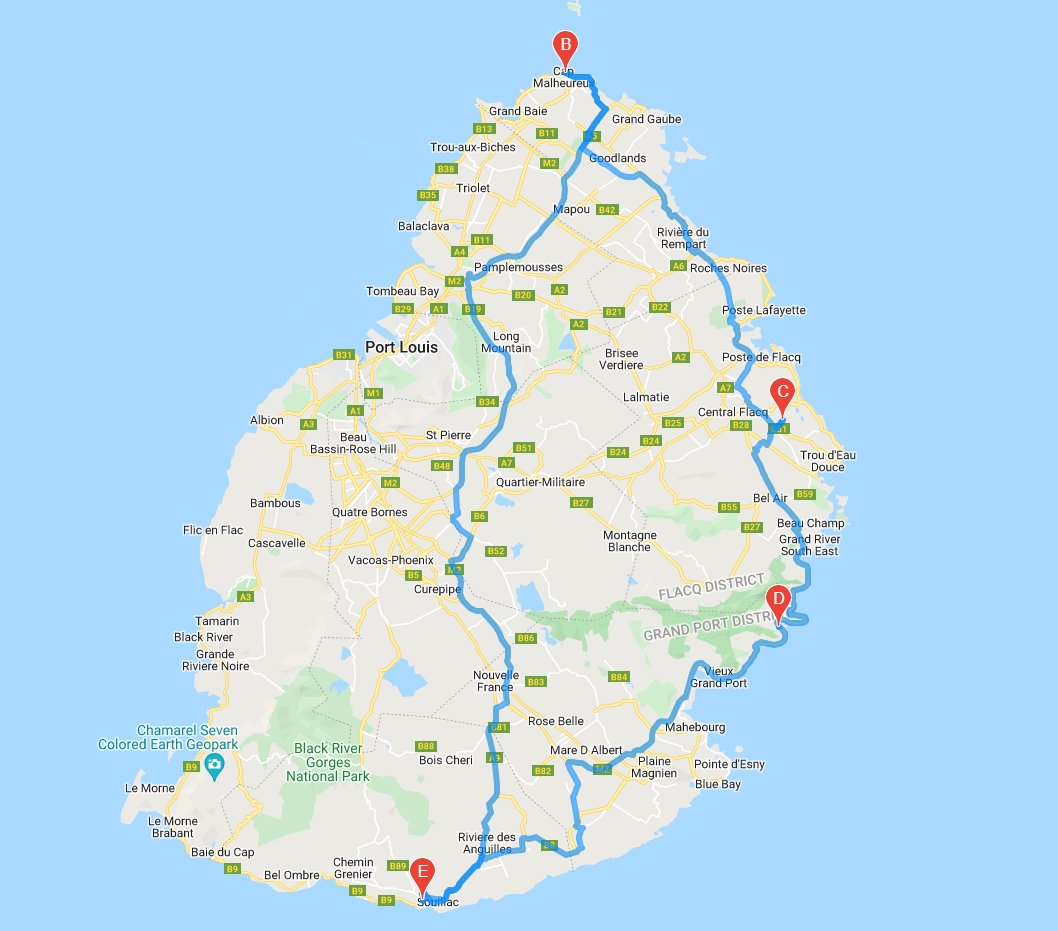 B
Cap
Malheureux
Grand Baie
Grand Gaube
B13
B11
B5
Trou-aux-Biches
Goodlands
M2
B38
Triolet
B35
Mapou
B42
Balaclava
Rivière du
Rempart
B11
A4
Pamplemousses
A6
Roches Noires
M2
Tombeau Bay
B20
A2
B29
A1
B19
B21
B22
Poste Lafayette
A2
Port Louis
Long
Mountain
B31
Brisee
Verdiere
A2
Poste de Flacq
M1
A7
C
Lalmatie
B34
A1
Central Flacq
Albion
A3
B25
B28
B61
Beau
Bassin-Rose Hill
St Pierre
B24
B51
B24
Trou d'Eau
Douce
B48
A7
M2
Quartier-Militaire
Bel Air
B59
Bambous
B27
B55
Quatre Bornes
B6
Beau Champ
Flic en Flac
B27
Cascavelle
Montagne
Blanche
Grand River
South East
B52
Vacoas-Phoenix
B5
M2
Curepipe
FLACQ DISTRICT
A3
D
Tamarin
GRAND PORT DISTRI
Black River
B86
Grande
Riviere Noire
Nouvelle
France
B83
B84
Vieux
Grand Port
Rose Belle
Mahebourg
Chamarel Seven
Colored Earth Geopark
B81
B88
Black River
Gorges
National Park
Bois Cheri
A9
Mare D Albert
B9
B82
M2
Plaine
Magnien
Pointe d'Esny
Le Morne
Blue Bay
Le Morne
Brabant
Riviere des
Anguilles
B8
Baie du Cap
Chemin
Grenier
B89
B9
Bel Ombre
E
B9
B9
Souillac